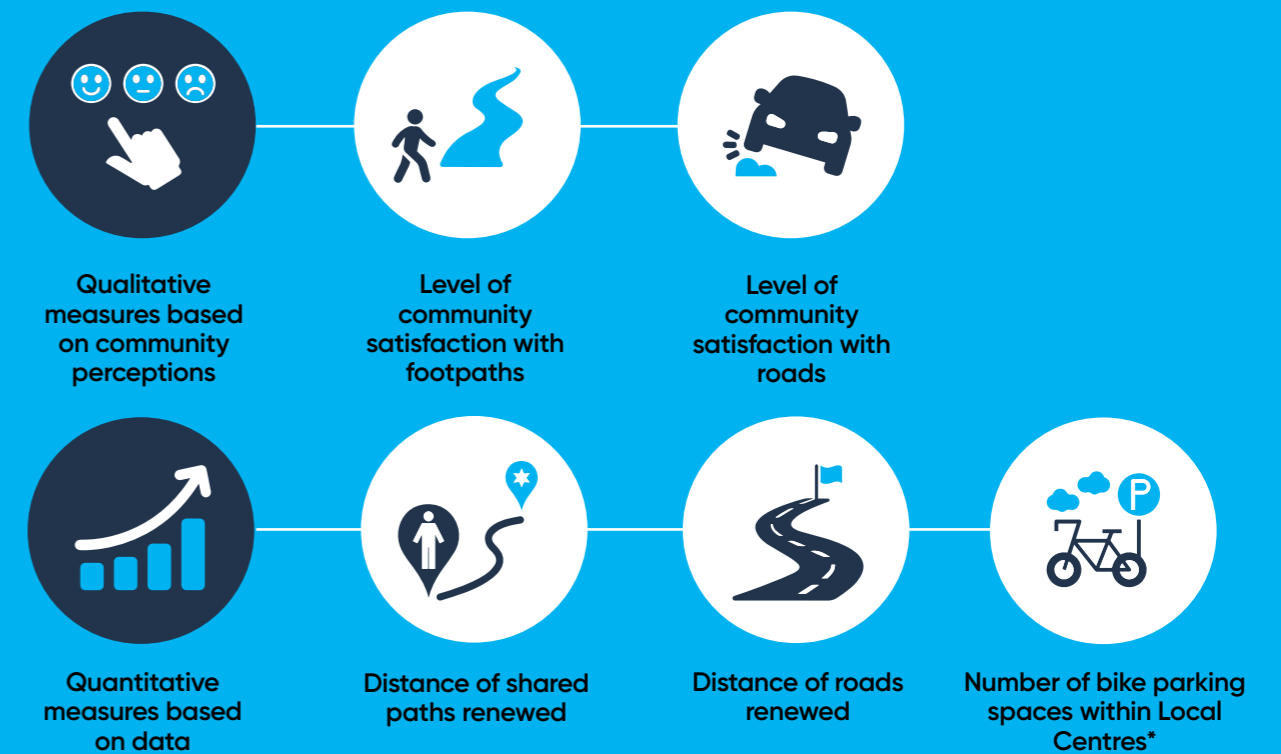 Qualitative
measures based
on community
perceptions
Level of
community
satisfaction with
footpaths
Level of
community
satisfaction with
roads
P
Quantitative
measures based
on data
Distance of shared
paths renewed
Distance of roads
renewed
Number of bike parking
spaces within Local
Centres*